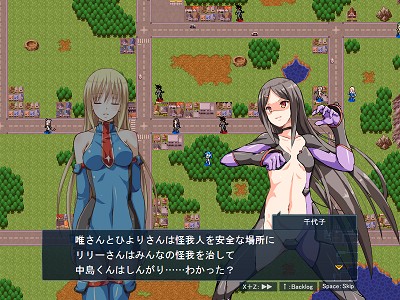 千代子
唯さんとひよりさんは怪我人を安全な場所に
リリーさんはみんなの怪我を治して
中島くんはしんがり……わかった？
X+Z: ▶▶ ↑:Backlog Space:Skip